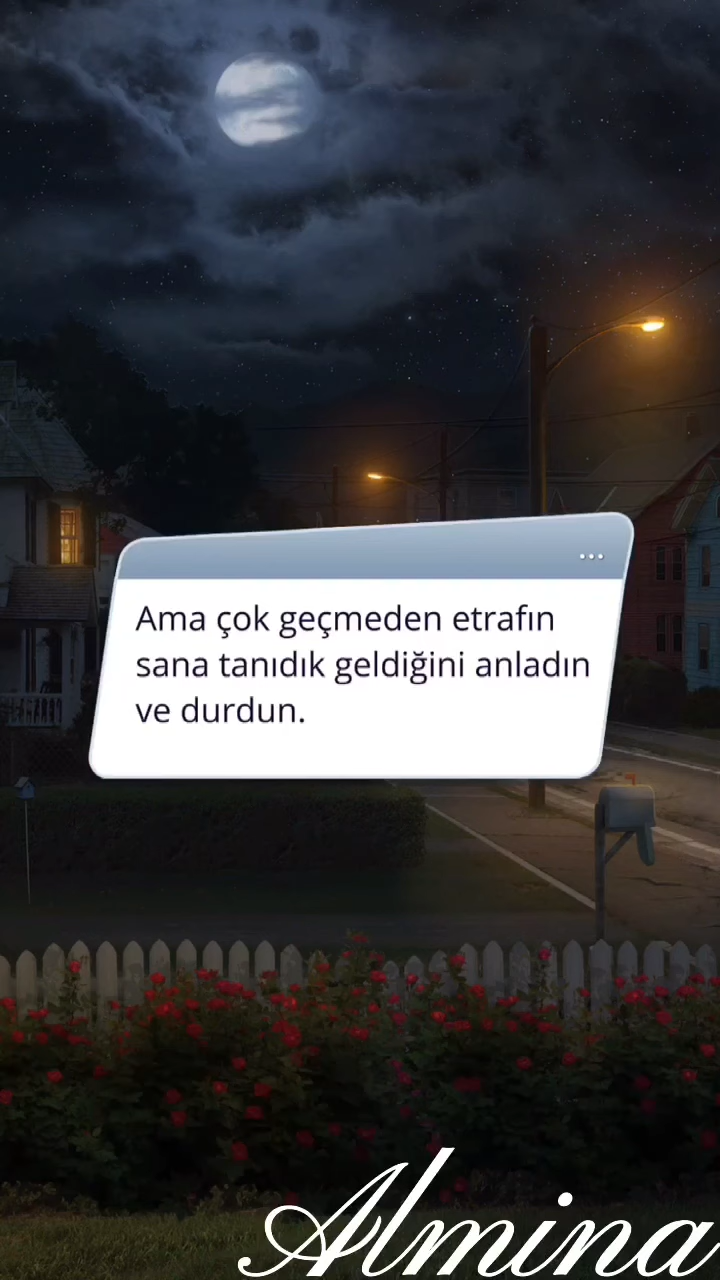 Ama çok geçmeden etrafın
sana tanıdık geldiğini anladın
ve durdun.
Almina